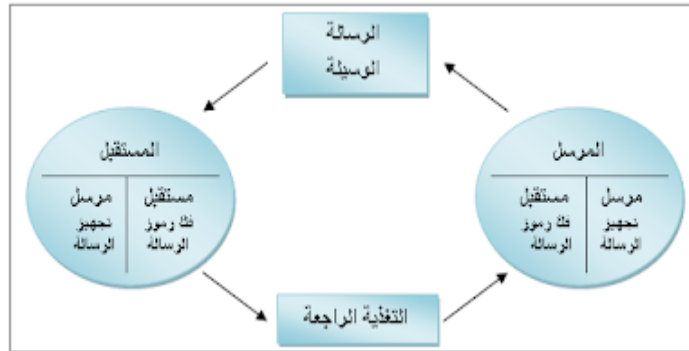 الرسالة
الوسيلة
المرسل
مرسل
تجهيز
الرسالة
مستقبل
فك رموز
الرسالة
المستقبل
مستقبل
فك رموز
الرسالة
مرسل
تجهيز
الرسالة
التغذية الراجعة